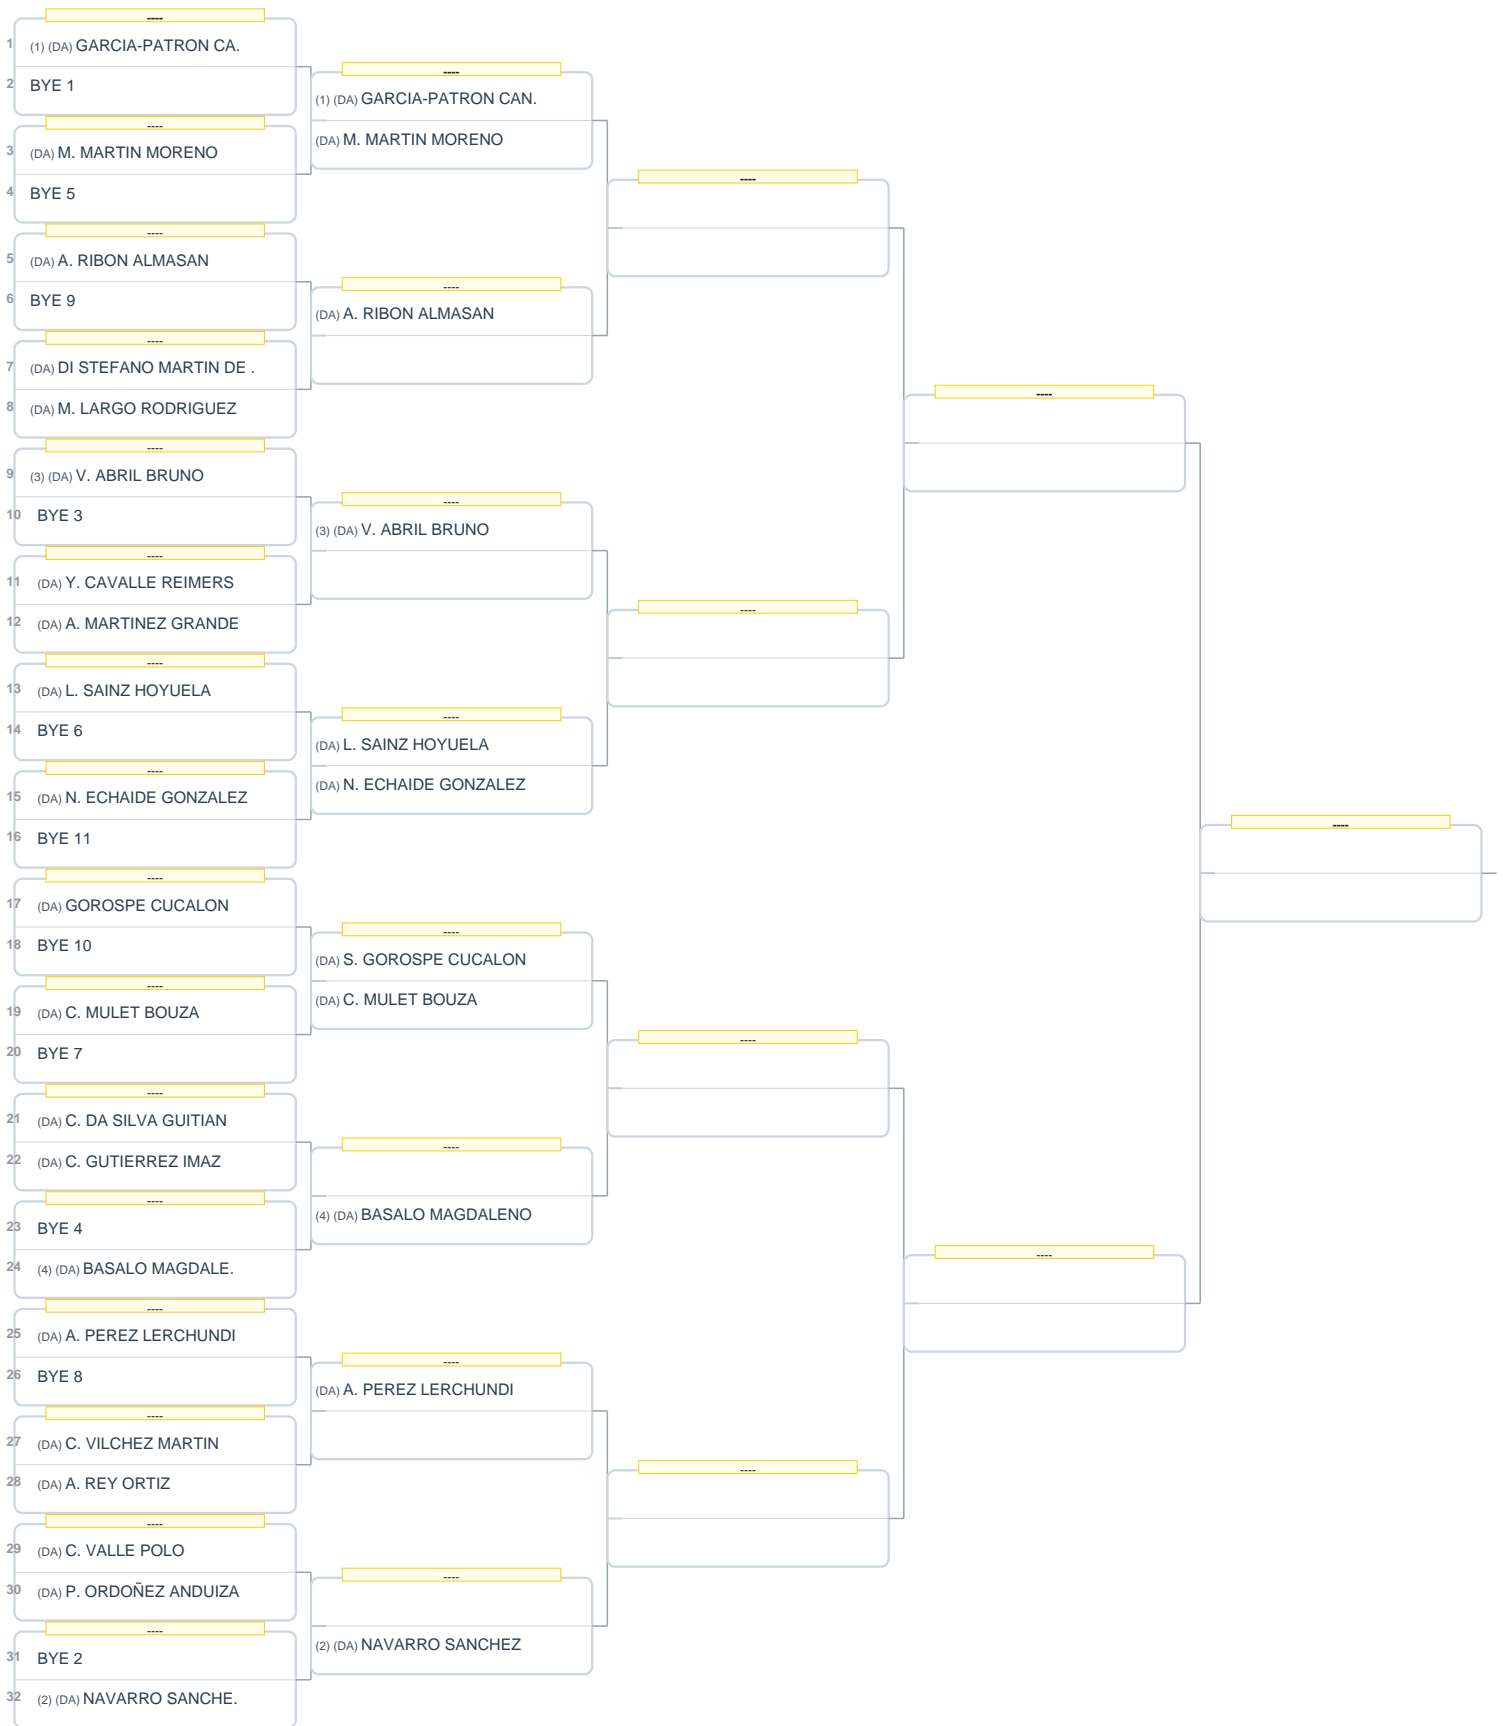 ----
1 (1) (DA) GARCIA-PATRON CA.
2 BYE 1
----
3 (DA) M. MARTIN MORENO
4 BYE 5
----
5 (DA) A. RIBON ALMASAN
6 BYE 9
----
7 (DA) DI STEFANO MARTIN DE .
8 (DA) M. LARGO RODRIGUEZ
----
9 (3) (DA) V. ABRIL BRUNO
10 BYE 3
----
11 (DA) Y. CAVALLE REIMERS
12 (DA) A. MARTINEZ GRANDE
----
13 (DA) L. SAINZ HOYUELA
14 BYE 6
----
15 (DA) N. ECHAIDE GONZALEZ
16 BYE 11
----
17 (DA) GOROSPE CUCALON
18 BYE 10
----
19 (DA) C. MULET BOUZA
20 BYE 7
----
21 (DA) C. DA SILVA GUITIAN
22 (DA) C. GUTIERREZ IMAZ
----
23 BYE 4
24 (4) (DA) BASALO MAGDALE.
----
25 (DA) A. PEREZ LERCHUNDI
26 BYE 8
----
27 (DA) C. VILCHEZ MARTIN
28 (DA) A. REY ORTIZ
----
29 (DA) C. VALLE POLO
30 (DA) P. ORDOÑEZ ANDUIZA
----
31 BYE 2
32 (2) (DA) NAVARRO SANCHE.
----
(1) (DA) GARCIA-PATRON CAN.
(DA) M. MARTIN MORENO
----
(DA) A. RIBON ALMASAN
----
(3) (DA) V. ABRIL BRUNO
----
(DA) L. SAINZ HOYUELA
(DA) N. ECHAIDE GONZALEZ
----
(DA) S. GOROSPE CUCALON
(DA) C. MULET BOUZA
----
(4) (DA) BASALO MAGDALENO
----
(DA) A. PEREZ LERCHUNDI
----
(2) (DA) NAVARRO SANCHEZ
----
----
----
----
----
----
----